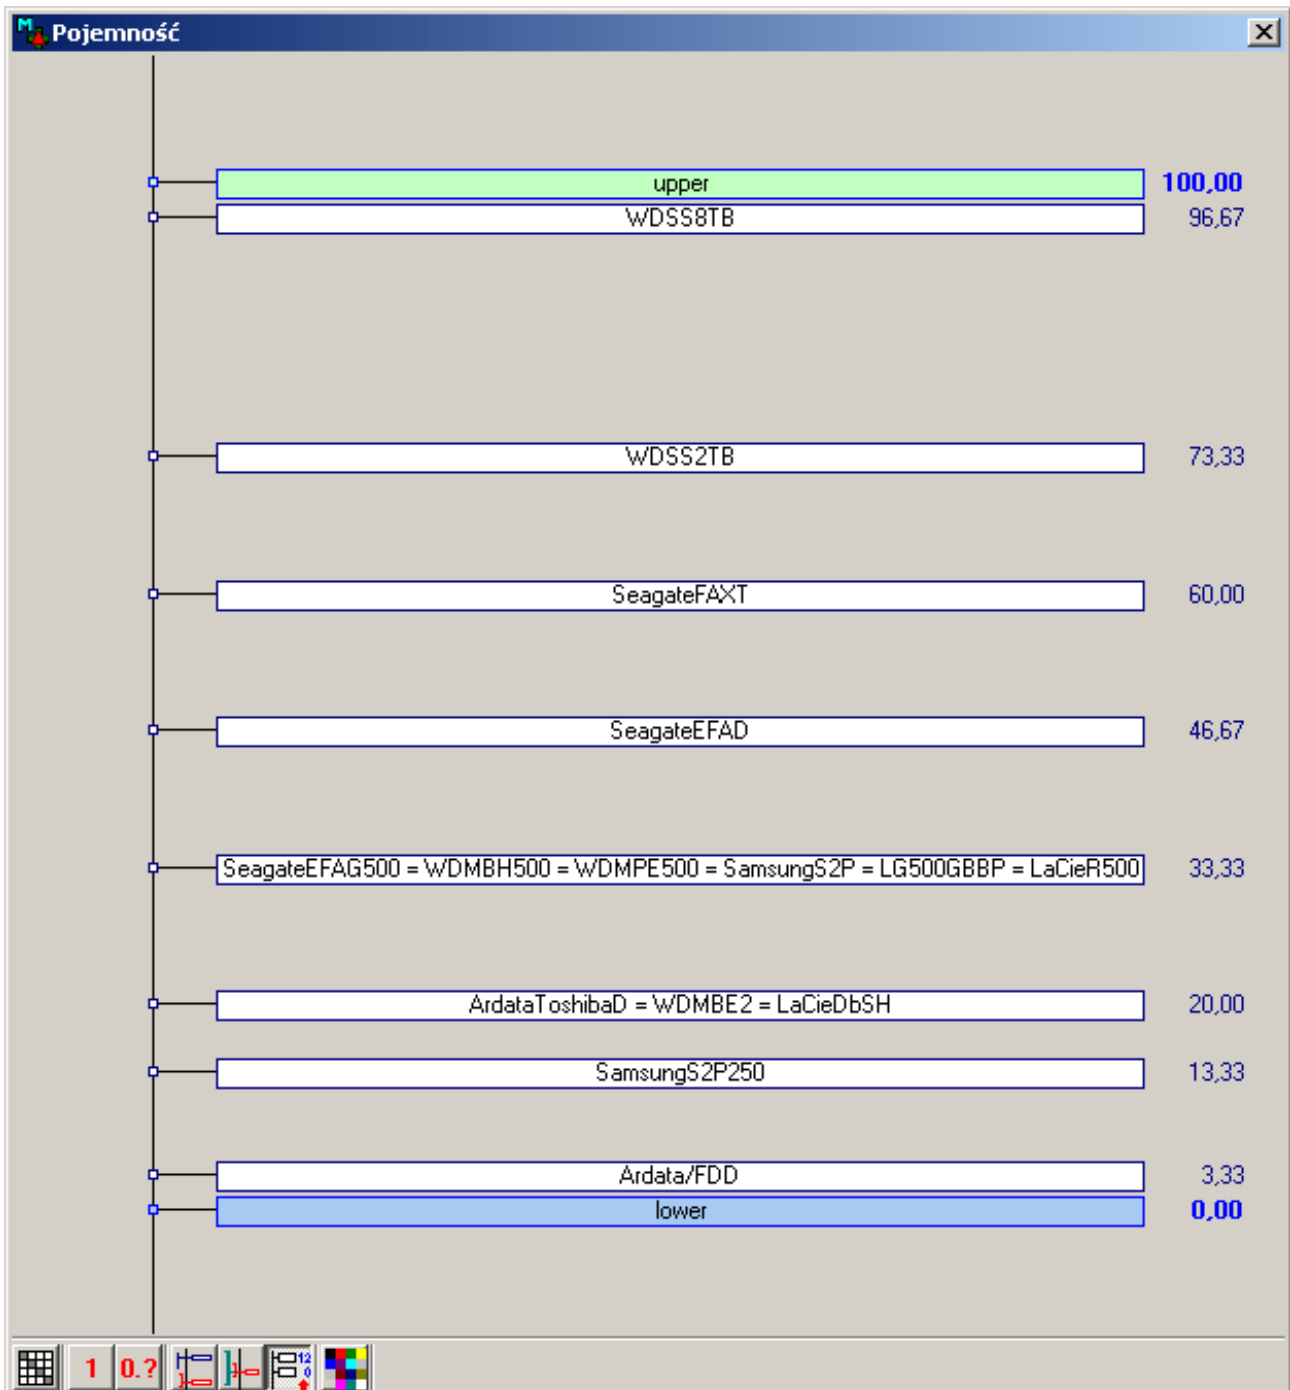 Pojemność
upper 100,00
WDSS8TB 96,67
WDSS2TB 73,33
SeagateFAXT 60,00
SeagateEFAD 46,67
SeagateEFAG500 = WDMBH500 = WDMPE500 = SamsungS2P = LG500GBBP = LaCieR500 33,33
ArdataToshibaD = WDMBE2 = LaCieDbSH 20,00
SamsungS2P250 13,33
Ardata/FDD 3,33
lower 0,00
1 0.? 12 0